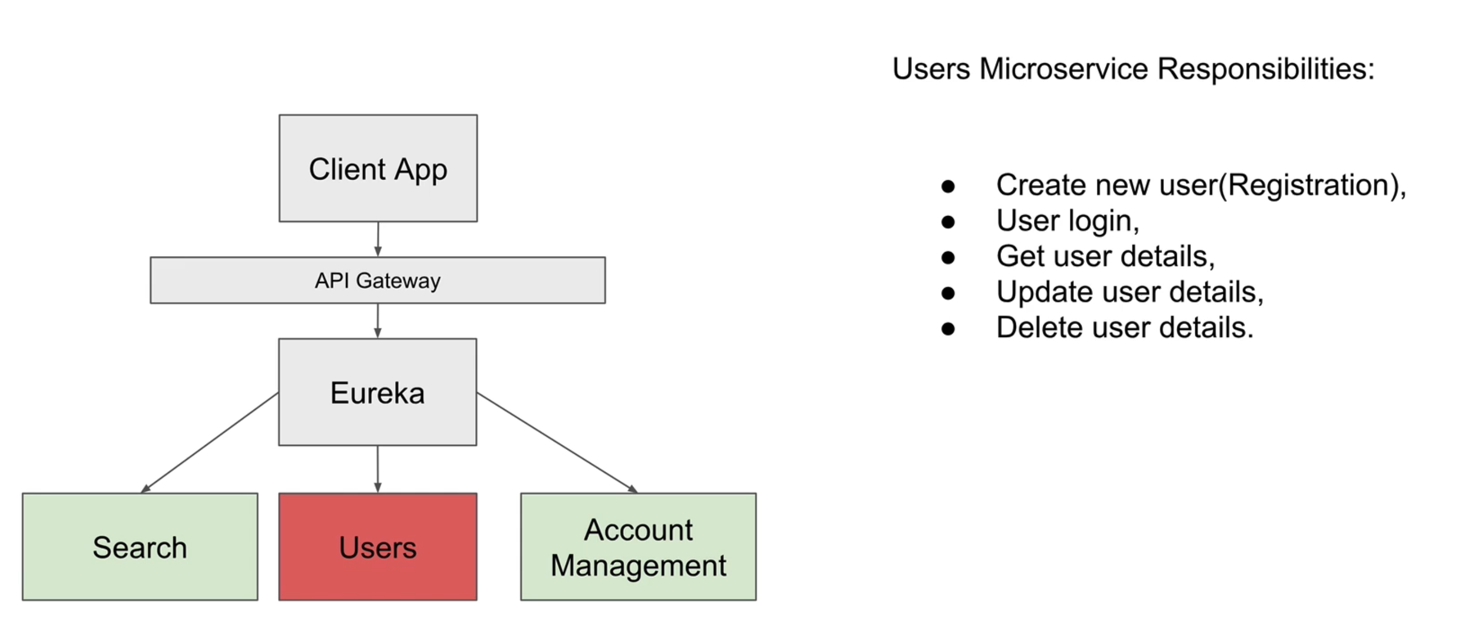 Users Microservice Responsibilities:
Client App
API Gateway
Eureka
Search
Users
Account
Management
● Create new user(Registration),
● User login,
● Get user details,
● Update user details,
● Delete user details.